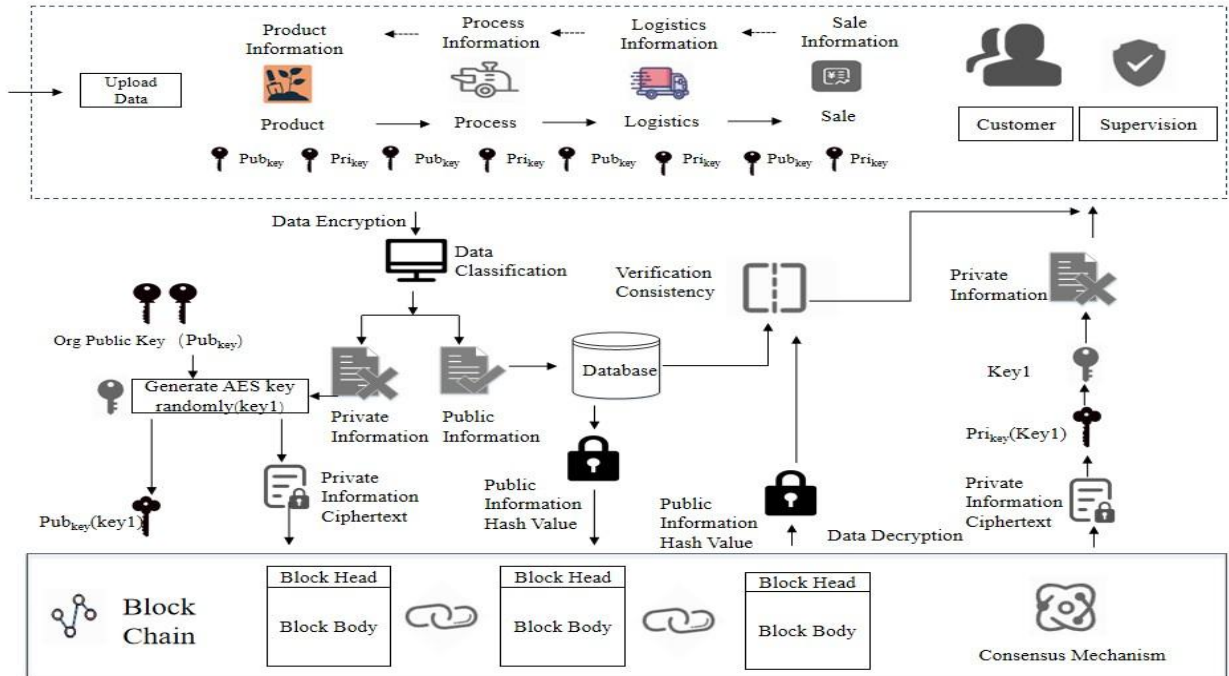 Product
Information
Process
Information
Logistics
Information
Sale
Information
Upload
Data
Product
Process
Logistics
Sale
Customer
Supervision
Pubkey
Prikey
Pubkey
Prikey
Pubkey
Prikey
Pubkey
Prikey
Data Encryption
Data
Classification
Verification
Consistency
Private
Information
Org Public Key (Pubkey)
Generate AES key
randomly(key1)
Database
Key1
Private
Information
Public
Information
Prikey(Key1)
Private
Information
Ciphertext
Public
Information
Hash Value
Public
Information
Hash Value
Private
Information
Ciphertext
Pubkey(key1)
Data Decryption
Block
Chain
Block Head
Block Body
Block Head
Block Body
Block Head
Block Body
Consensus Mechanism